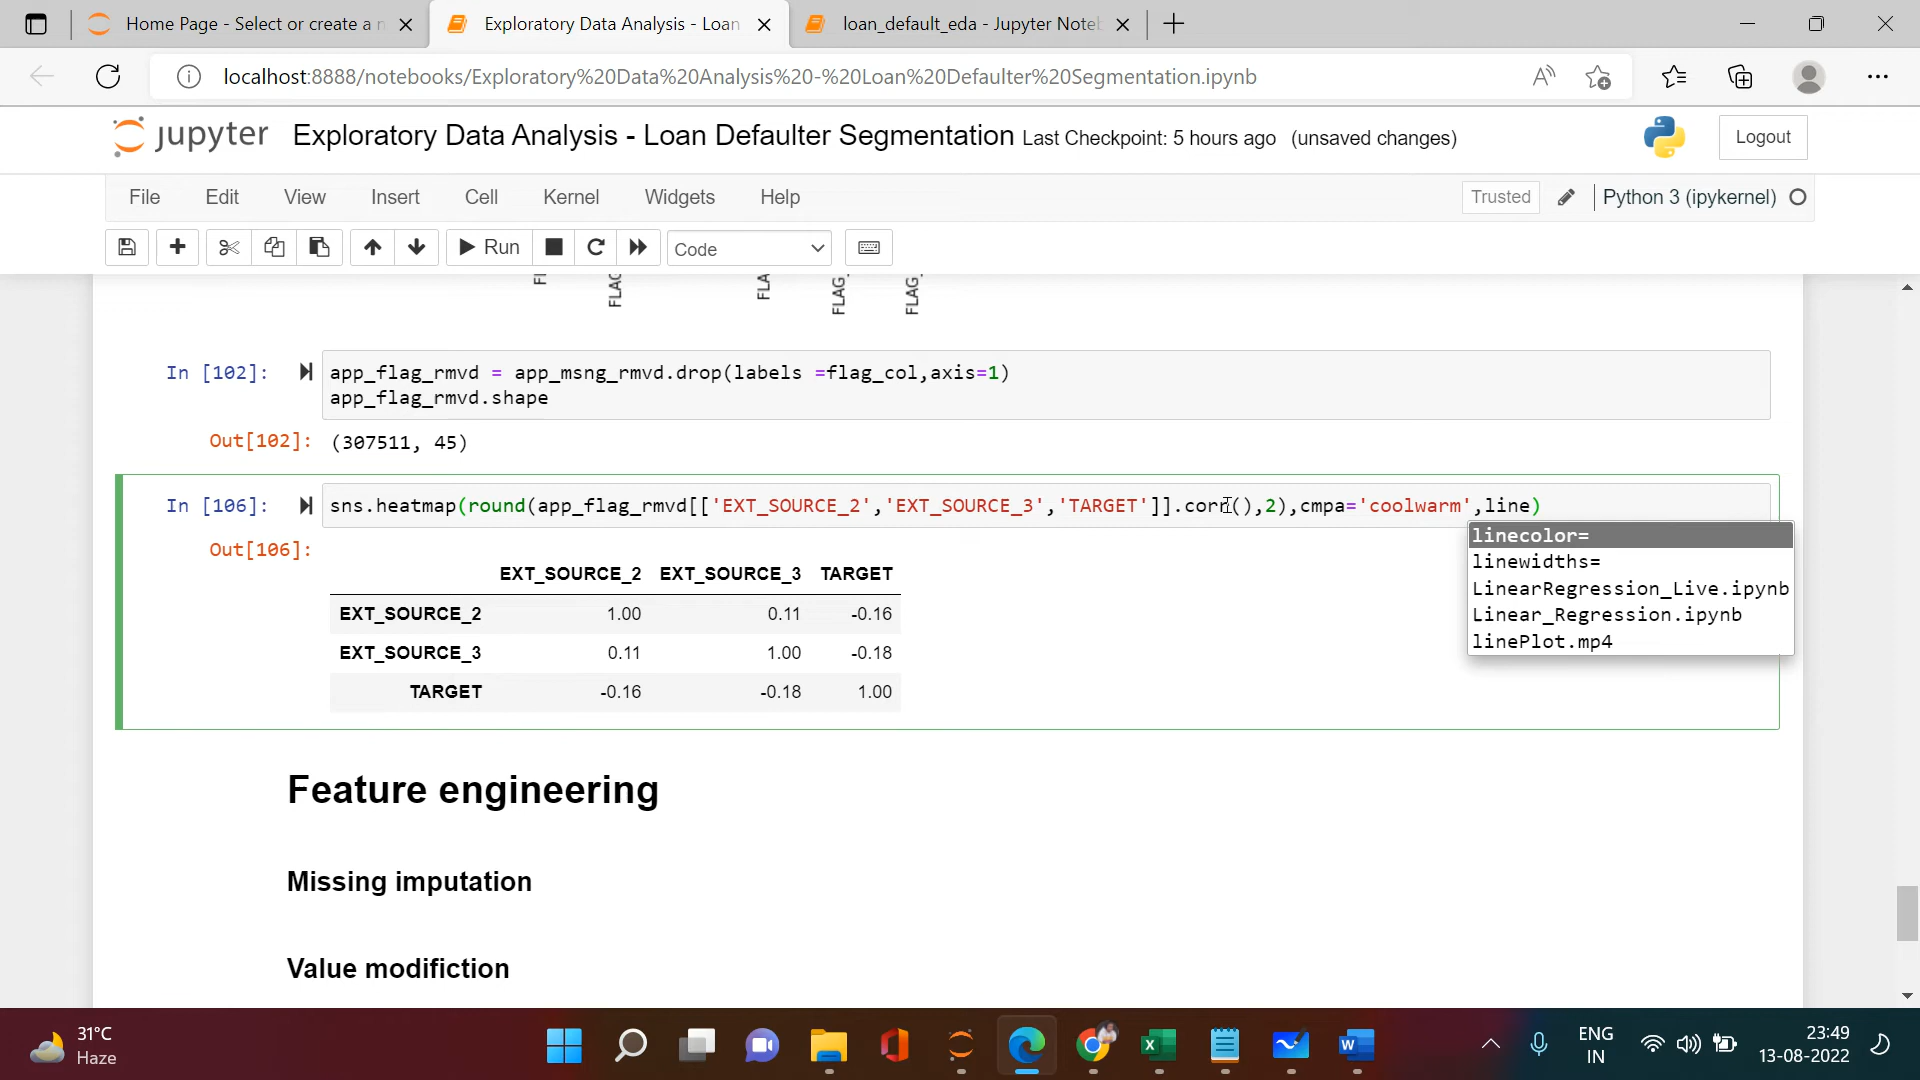 Home Page - Select or create a n
Exploratory Data Analysis - Loan
loan_default_eda - Jupyter Noteb
localhost:8888/notebooks/Exploratory%20Data%20Analysis%20-%20Loan%20Defaulter%20Segmentation.ipynb
jupyter Exploratory Data Analysis - Loan Defaulter Segmentation Last Checkpoint: 5 hours ago (unsaved changes)
Logout
File Edit View Insert Cell Kernel Widgets Help
Trusted
Python 3 (ipykernel)
Run
Code
FLAG_
FLAG_
In [102]:
app_flag_rmvd = app_msng_rmvd.drop(labels =flag_col,axis=1)
app_flag_rmvd.shape
Out[102]: (307511, 45)
In [106]:
sns.heatmap(round(app_flag_rmvd[['EXT_SOURCE_2','EXT_SOURCE_3','TARGET']].corr(),2),cmpa='coolwarm',line)
linecolor=
linewidths=
LinearRegression_Live.ipynb
Linear_Regression.ipynb
linePlot.mp4
Out[106]:
EXT_SOURCE_2 EXT_SOURCE_3 TARGET
EXT_SOURCE_2 1.00 0.11 -0.16
EXT_SOURCE_3 0.11 1.00 -0.18
TARGET -0.16 -0.18 1.00
Feature engineering
Missing imputation
Value modifiction
31°C
Haze
ENG
IN
23:49
13-08-2022